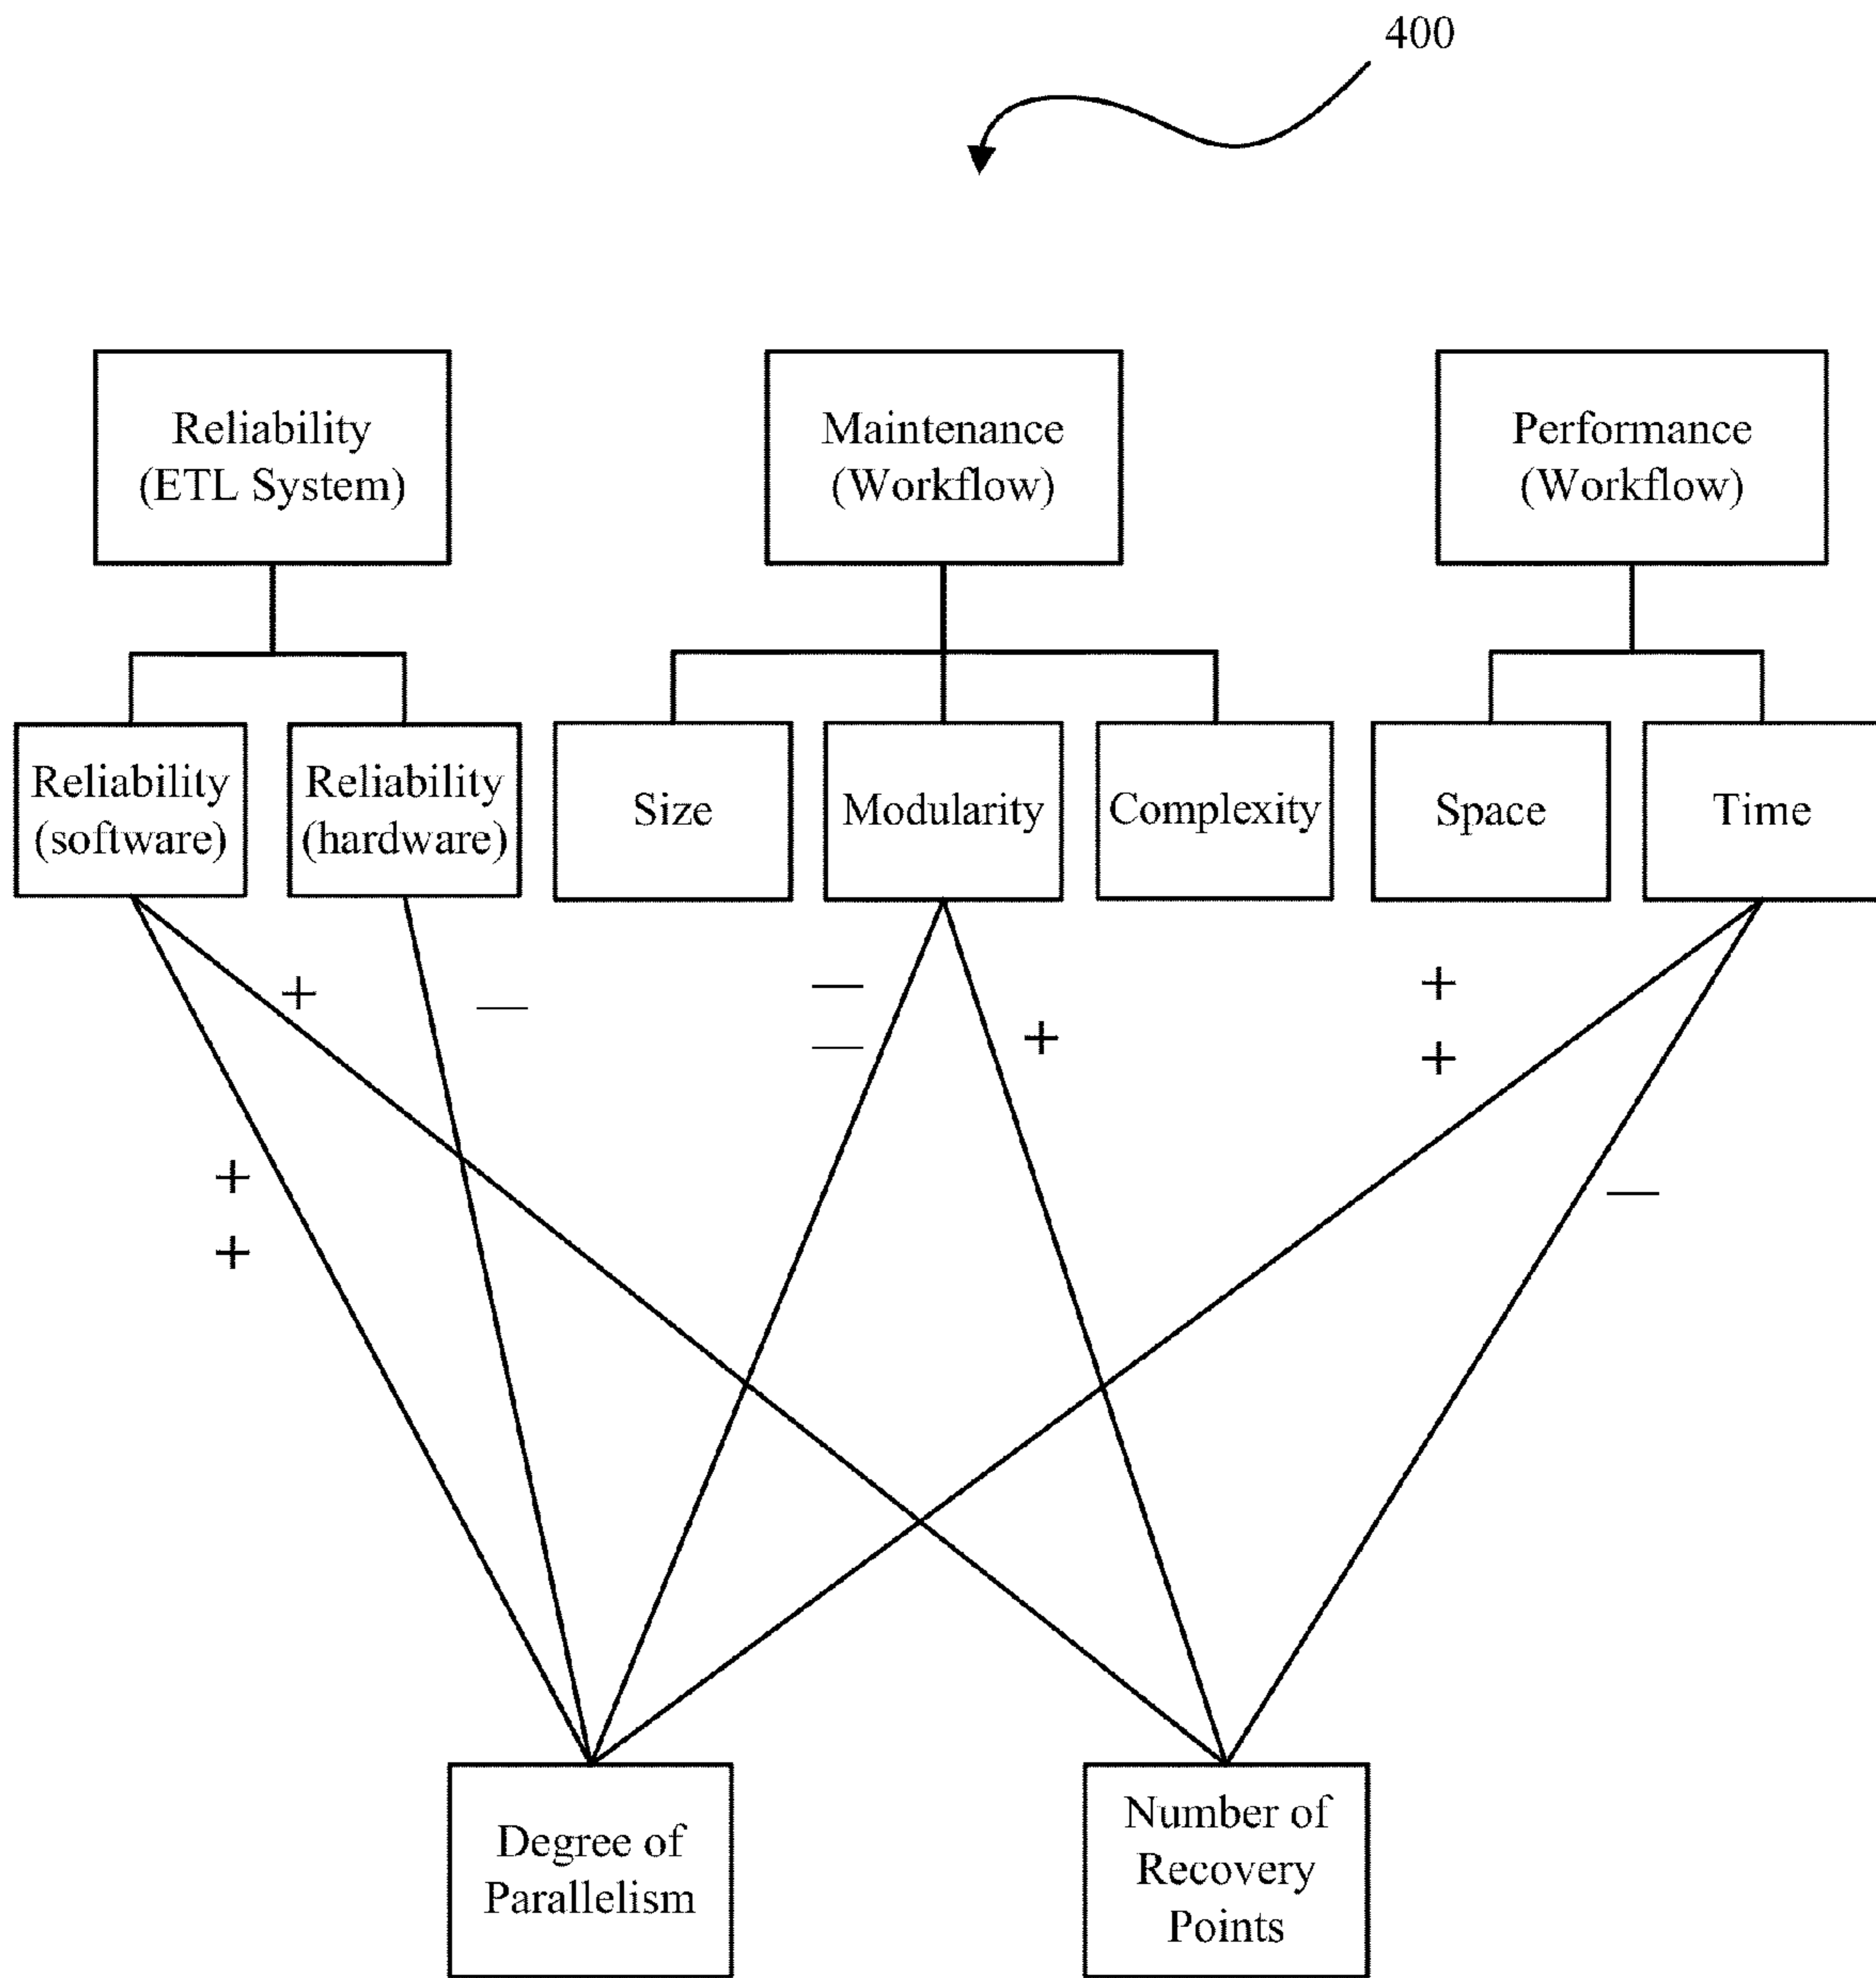 400
Reliability
(ETL System)
Maintenance
(Workflow)
Performance
(Workflow)
Reliability
(software)
Reliability
(hardware)
Size
Modularity
Complexity
Space
Time
+
—
—
—
+
+
+
+
+
—
Degree of
Parallelism
Number of
Recovery
Points